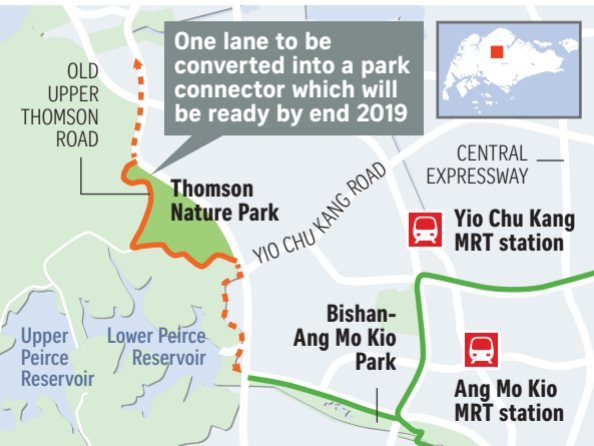 One lane to be
converted into a park
connector which will
be ready by end 2019
OLD
UPPER
THOMSON
ROAD
CENTRAL
EXPRESSWAY
Thomson
Nature Park
YIO CHU KANG ROAD
Yio Chu Kang
MRT station
Bishan-
Ang Mo Kio
Park
Upper
Peirce
Reservoir
Lower Peirce
Reservoir
Ang Mo Kio
MRT station